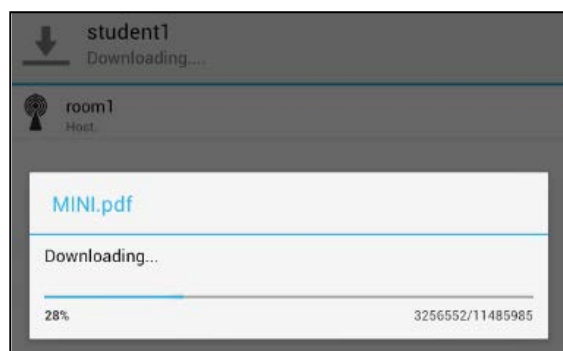 student1
Downloading....
room1
Host.
MINI.pdf
Downloading...
28% 3256552/11485985